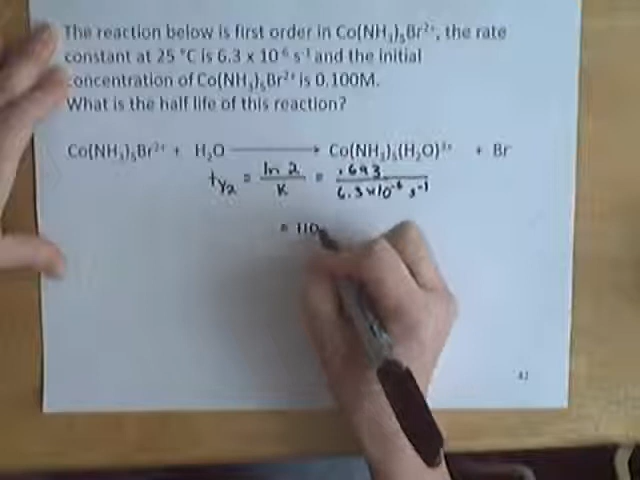 The reaction below is first order in Co(NH₃)₅Br²⁺, the rate
constant at 25 °C is 6.3 x 10⁻⁶ s⁻¹ and the initial
concentration of Co(NH₃)₅Br²⁺ is 0.100M.
What is the half life of this reaction?
Co(NH₃)₅Br²⁺ + H₂O ⟶ Co(NH₃)₅(H₂O)³⁺ + Br
t₁/₂ = ln 2 / K = .693 / 6.3x10⁻⁶ s⁻¹
= 110